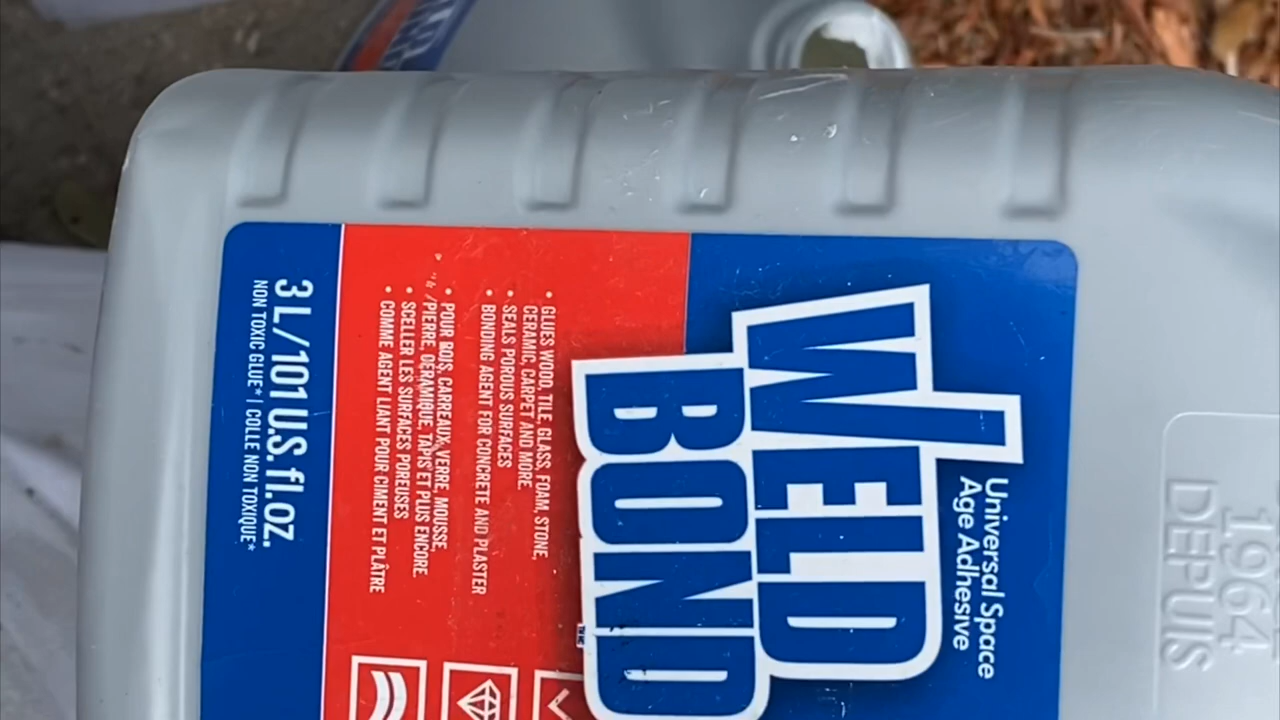 1964
DEPUIS
Universal Space
Age Adhesive
WELD
BOND
• GLUES WOOD, TILE, GLASS, FOAM, STONE,
CERAMIC, CARPET AND MORE.
• SEALS POROUS SURFACES
• BONDING AGENT FOR CONCRETE AND PLASTER
• POUR BOIS, CARREAUX, VERRE, MOUSSE,
PIERRE, CÉRAMIQUE, TAPIS ET PLUS ENCORE.
• SCELLER LES SURFACES POREUSES
• COMME AGENT LIANT POUR CIMENT ET PLÂTRE
3 L/101 U.S. fl.oz.
NON TOXIC GLUE* | COLLE NON TOXIQUE*